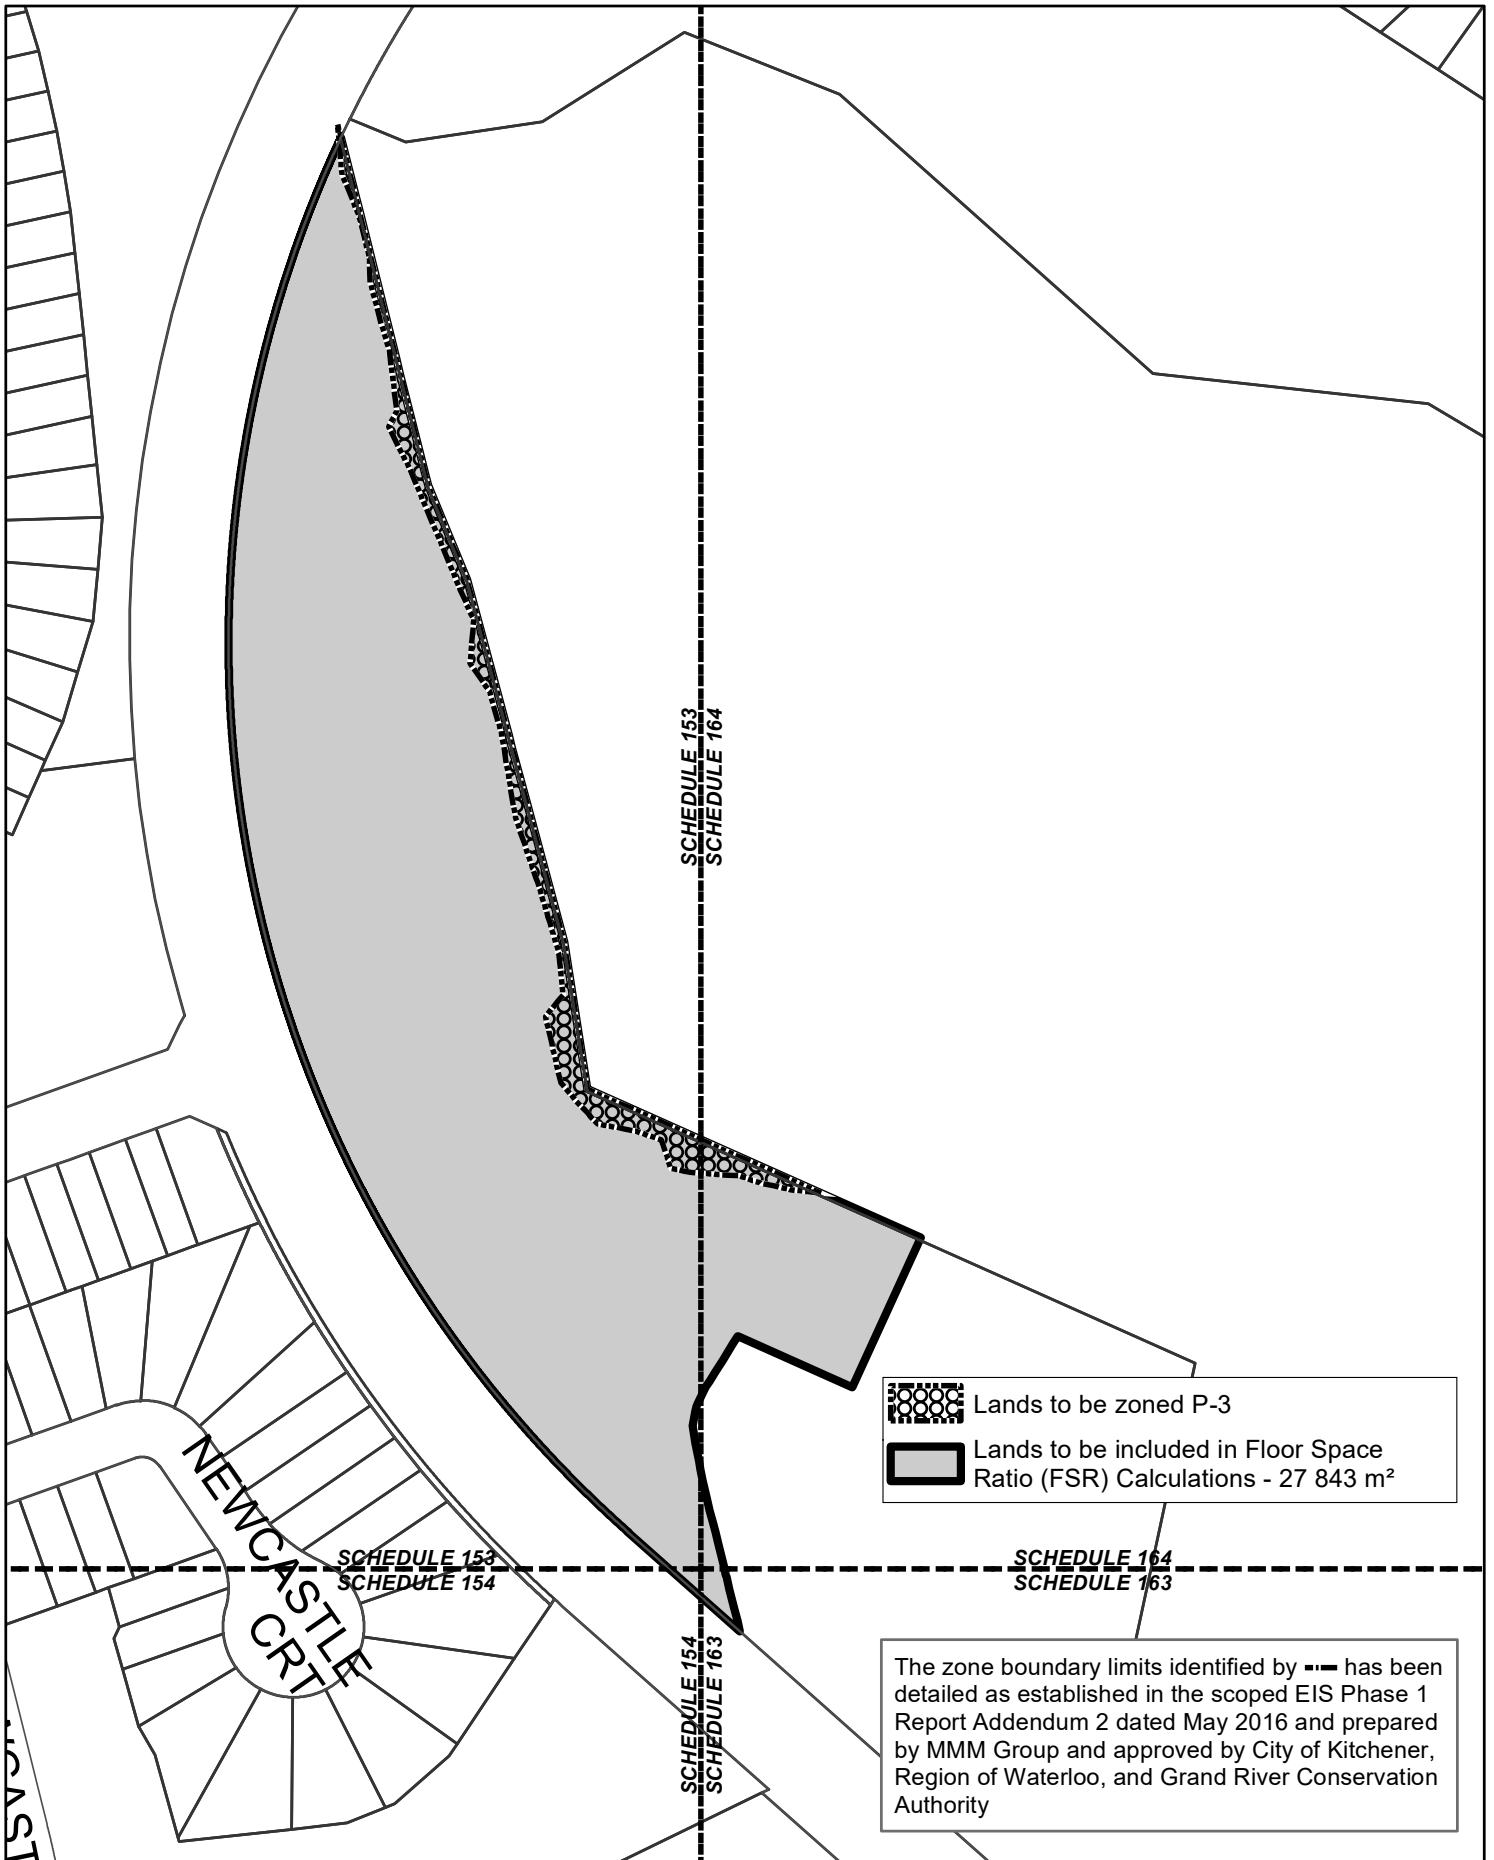 SCHEDULE 153
SCHEDULE 164
Lands to be zoned P-3
Lands to be included in Floor Space
Ratio (FSR) Calculations - 27 843 m²
NEWCASTLE
CRT
SCHEDULE 153
SCHEDULE 154
SCHEDULE 164
SCHEDULE 163
SCHEDULE 154
SCHEDULE 163
The zone boundary limits identified by has been
detailed as established in the scoped EIS Phase 1
Report Addendum 2 dated May 2016 and prepared
by MMM Group and approved by City of Kitchener,
Region of Waterloo, and Grand River Conservation
Authority